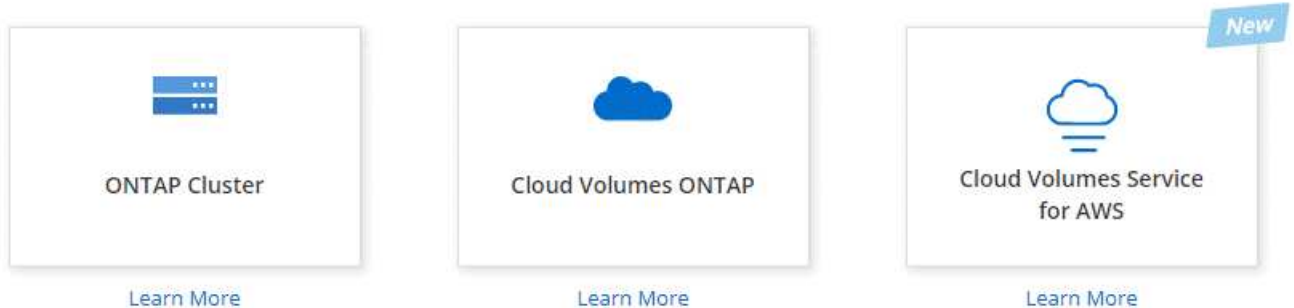 New
ONTAP Cluster
Cloud Volumes ONTAP
Cloud Volumes Service
for AWS
Learn More
Learn More
Learn More